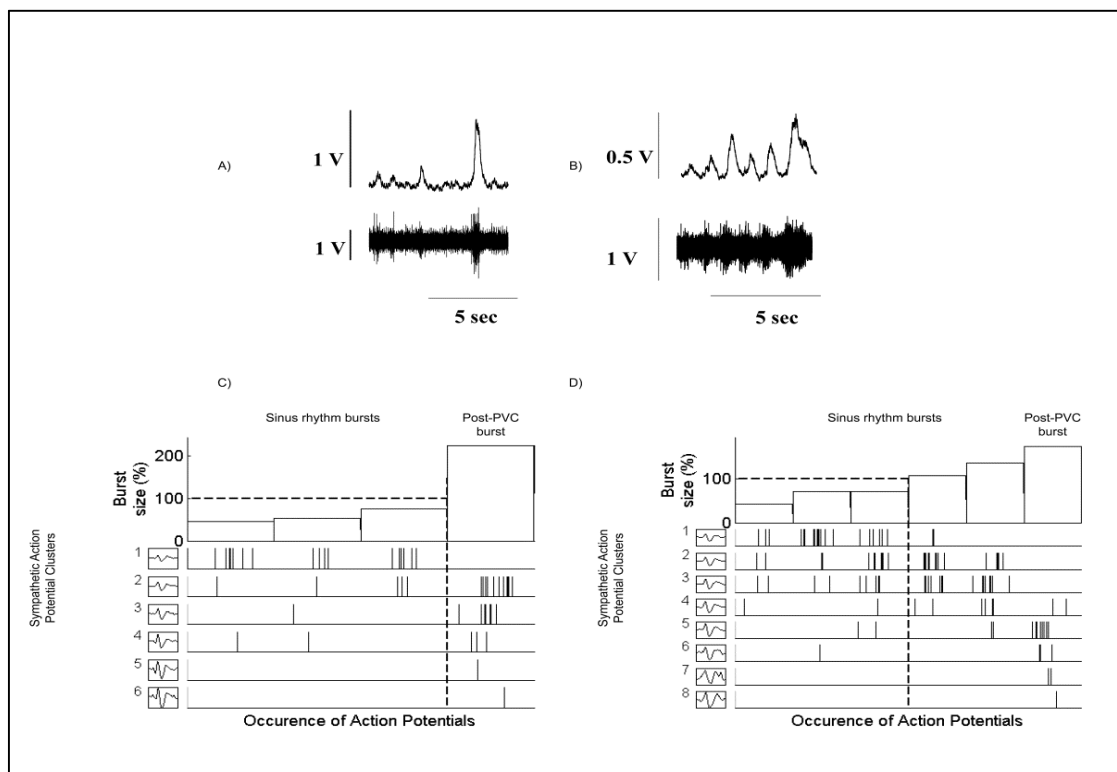 A)
1 V
1 V
5 sec
B)
0.5 V
1 V
5 sec
C)
Sinus rhythm bursts
Post-PVC
burst
Burst
size (%)
200
100
0
Sympathetic Action
Potential Clusters
1
2
3
4
5
6
Occurence of Action Potentials
D)
Sinus rhythm bursts
Post-PVC
burst
Burst
size (%)
100
0
Sympathetic Action
Potential Clusters
1
2
3
4
5
6
7
8
Occurence of Action Potentials